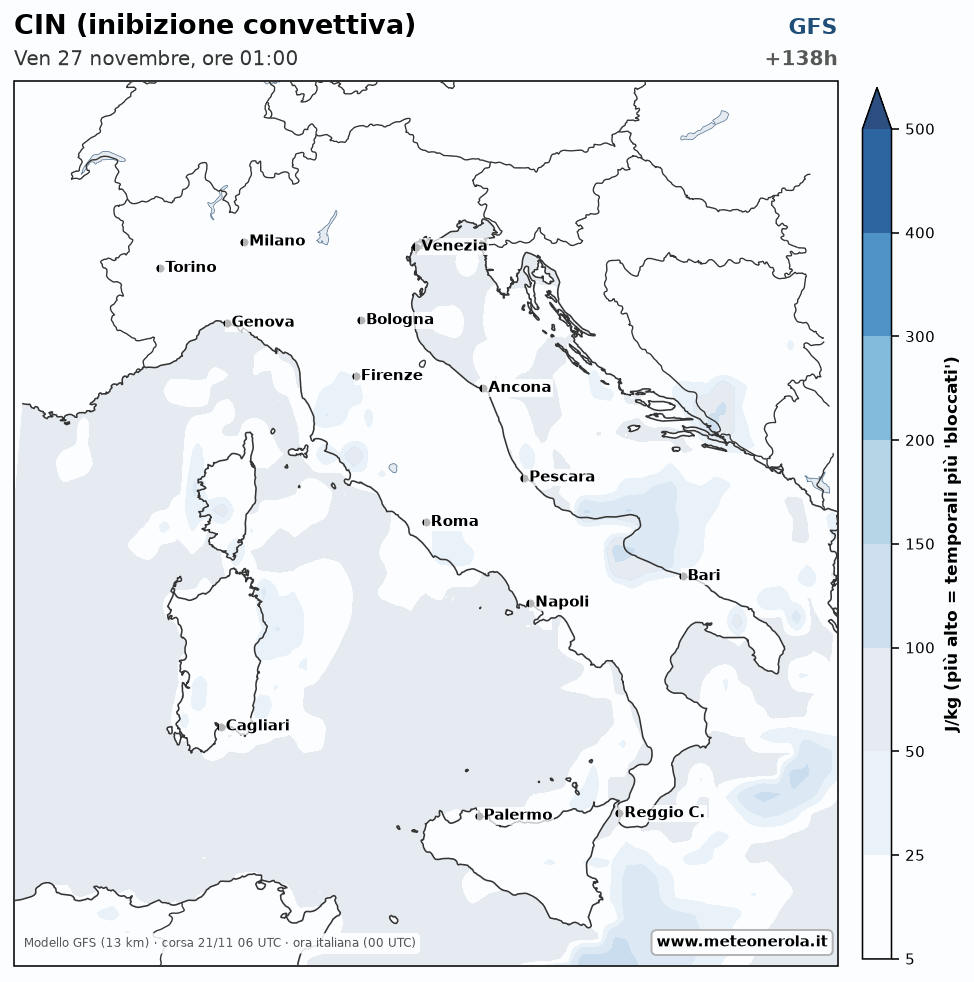 CIN (inibizione convettiva)
GFS
Ven 27 novembre, ore 01:00
+138h
Milano
Venezia
Torino
Genova
Bologna
Firenze
Ancona
Pescara
Roma
Bari
Napoli
Cagliari
Palermo
Reggio C.
Modello GFS (13 km) · corsa 21/11 06 UTC · ora italiana (00 UTC)
www.meteonerola.it
500
400
300
200
150
100
50
25
5
J/kg (più alto = temporali più 'bloccati')